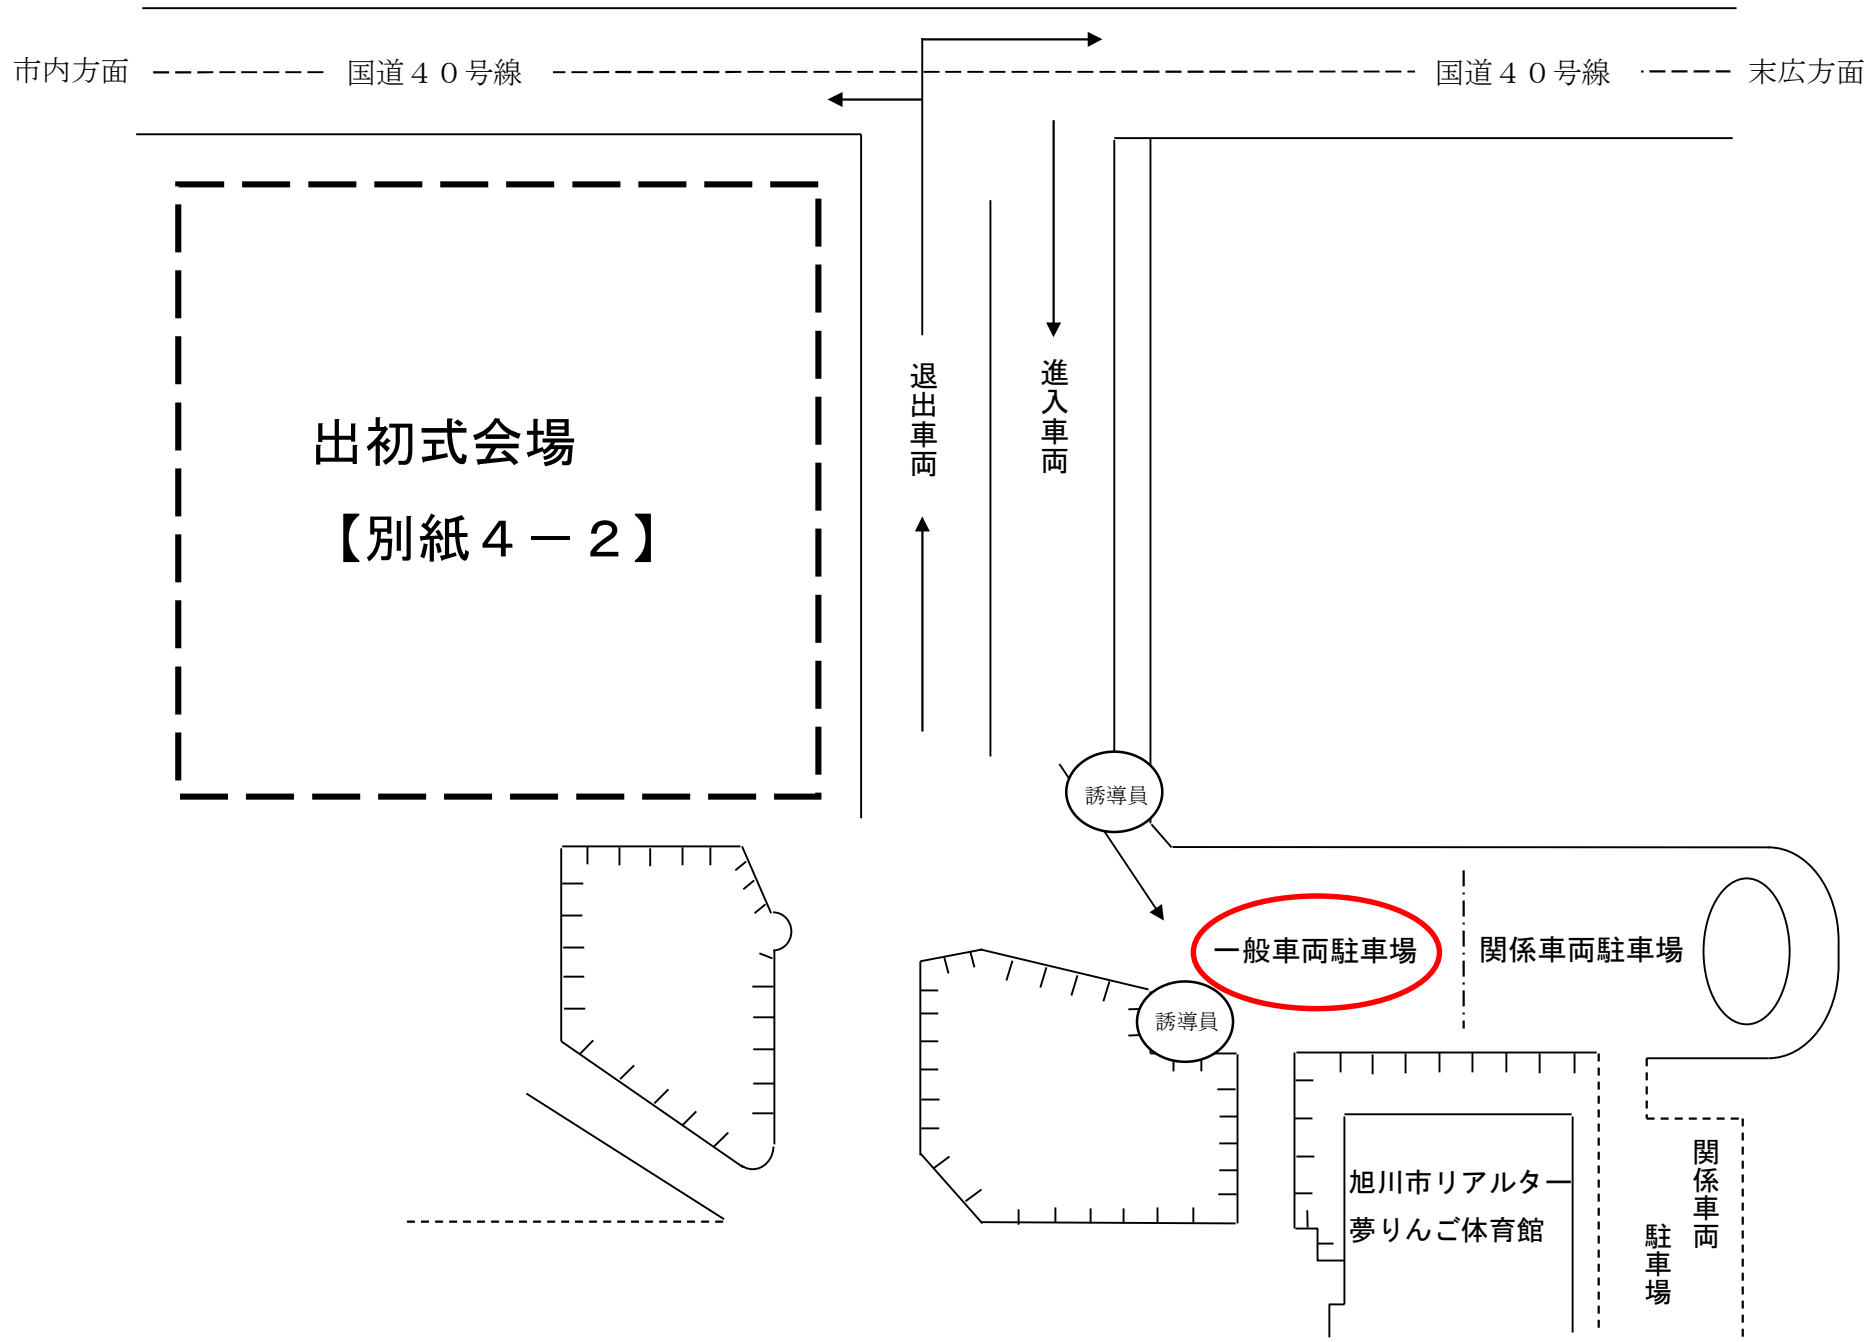 市内方面
国道４０号線
国道４０号線
末広方面
出初式会場
【別紙４－２】
退出車両
進入車両
誘導員
一般車両駐車場
関係車両駐車場
誘導員
旭川市リアルター
夢りんご体育館
関係車両
駐車場